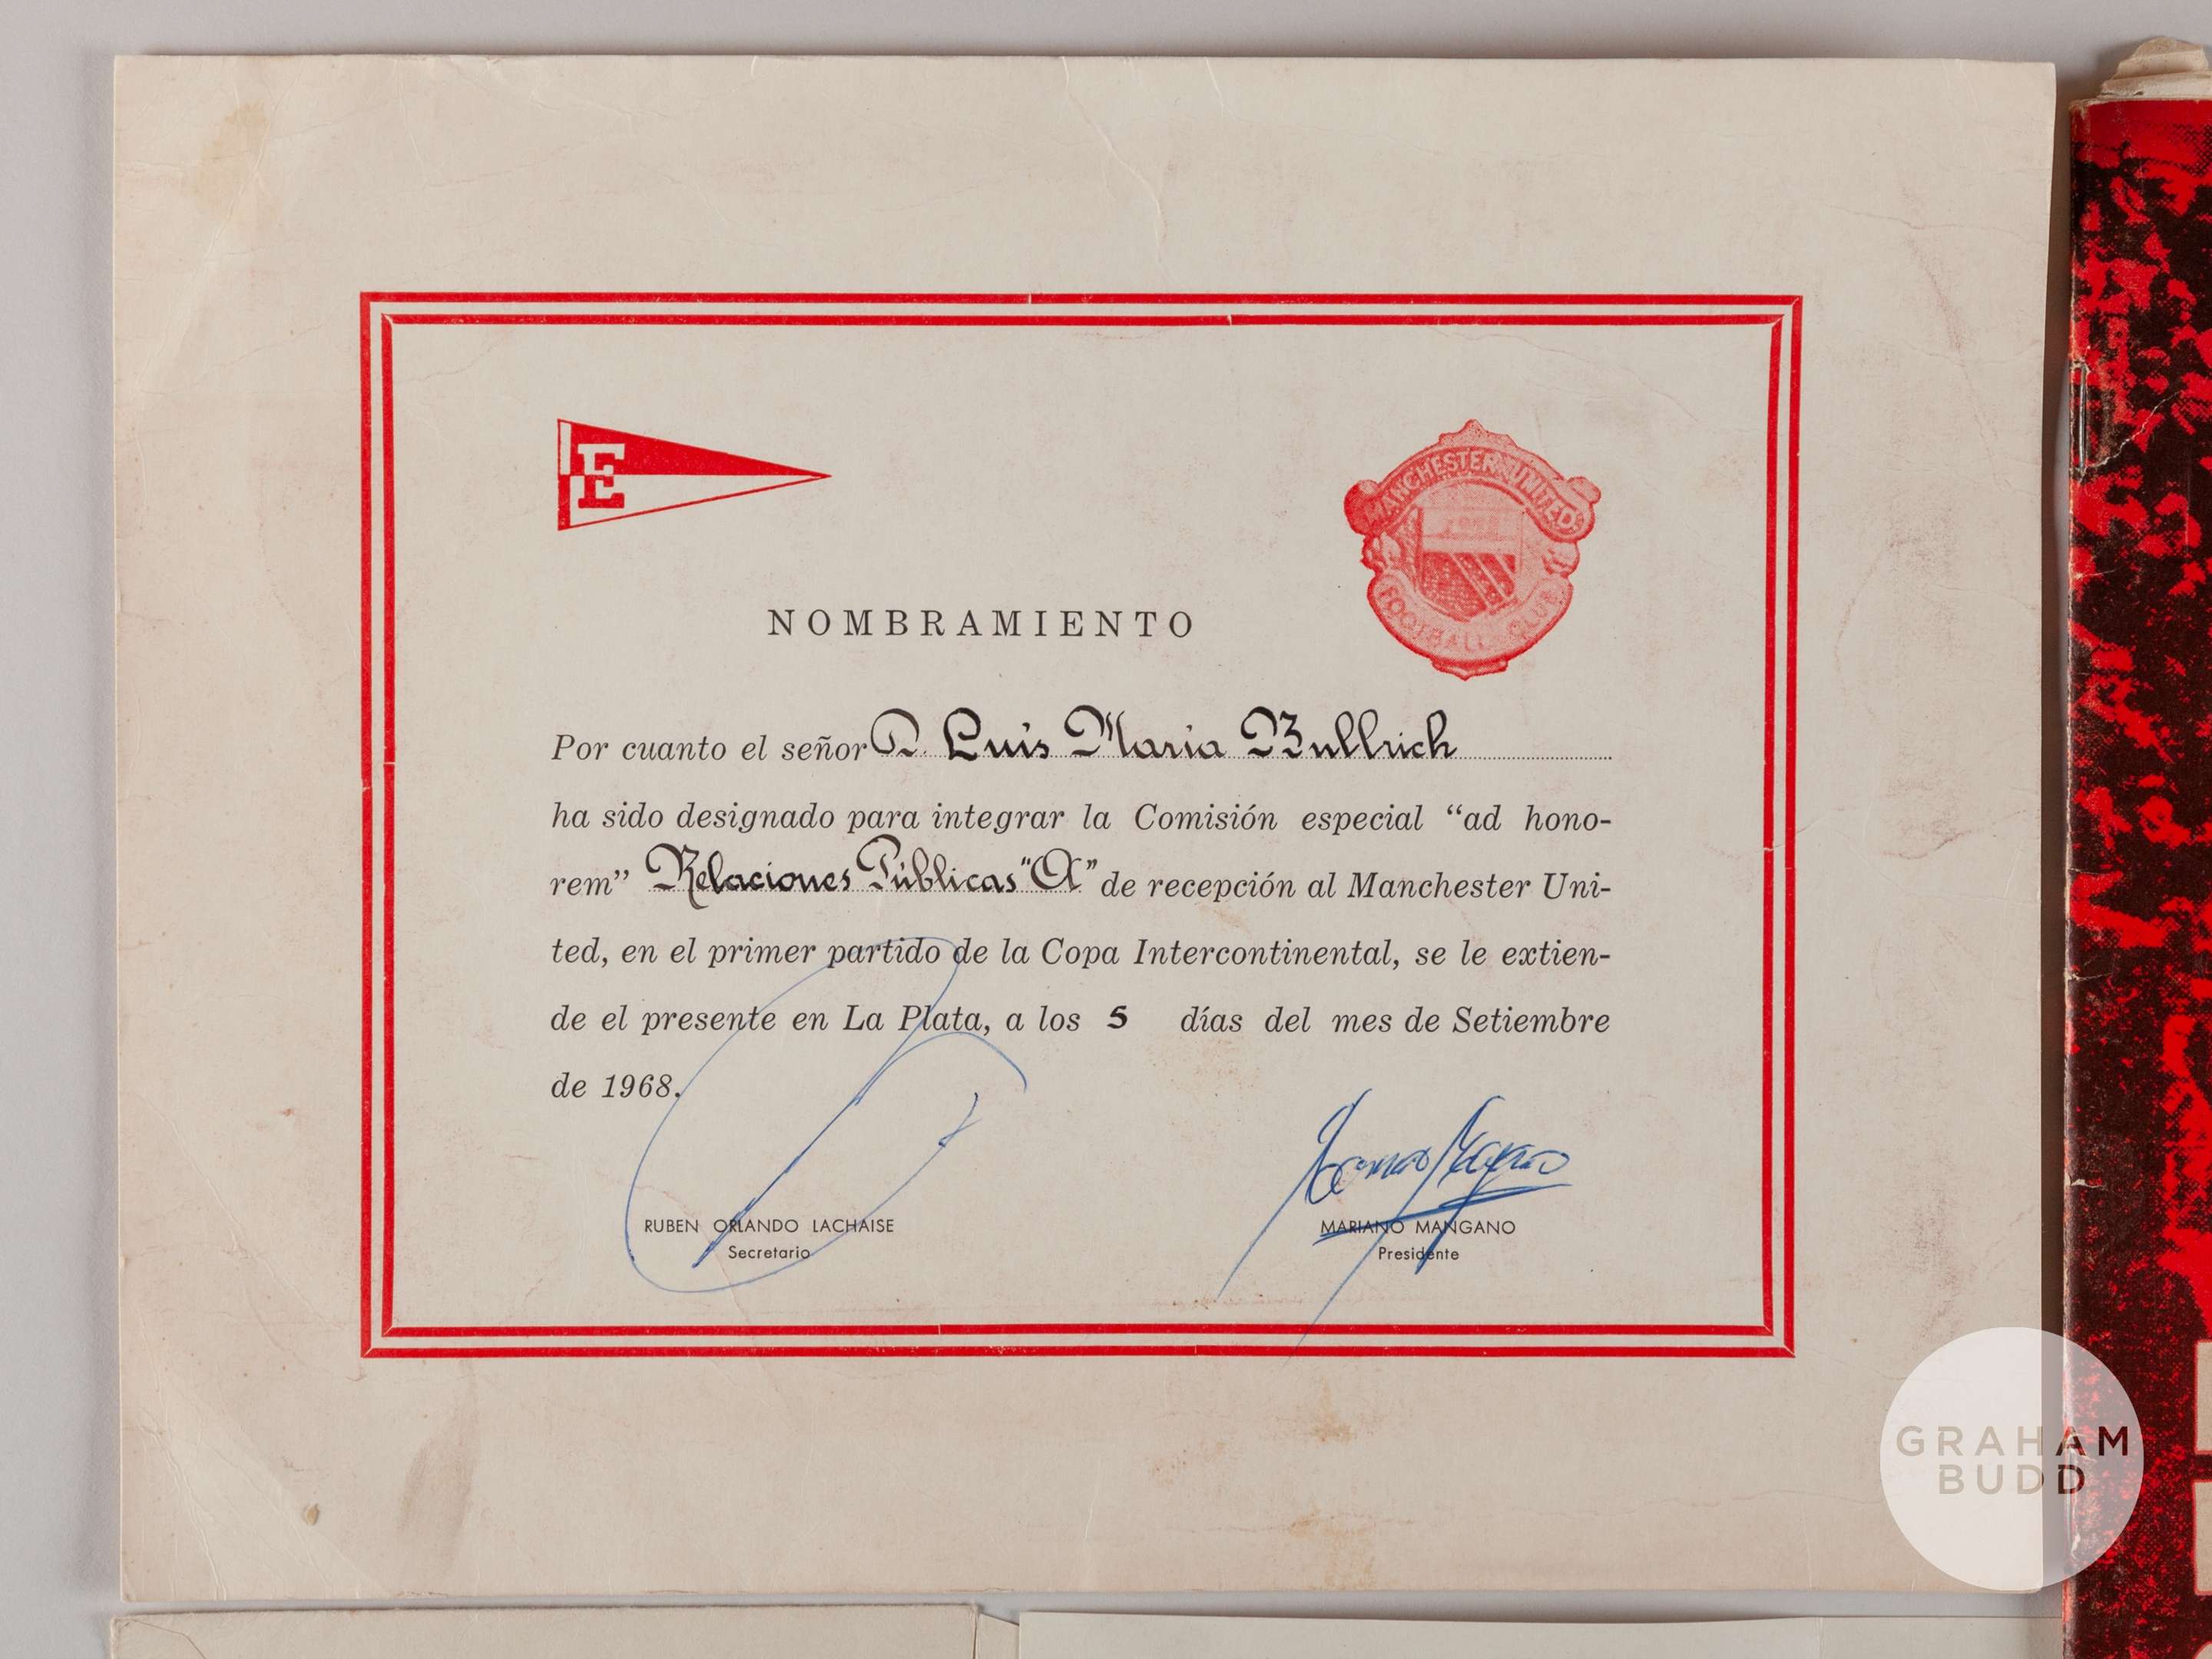 E
MANCHESTER UNITED
FOOTBALL CLUB
NOMBRAMIENTO
Por cuanto el señor D. Luis Maria Bullrich
ha sido designado para integrar la Comisión especial “ad hono-
rem” Relaciones Públicas "A" de recepción al Manchester Uni-
ted, en el primer partido de la Copa Intercontinental, se le extien-
de el presente en La Plata, a los 5 días del mes de Setiembre
de 1968.
RUBEN ORLANDO LACHAISE
Secretario
MARIANO MANGANO
Presidente
GRAHAM
BUDD